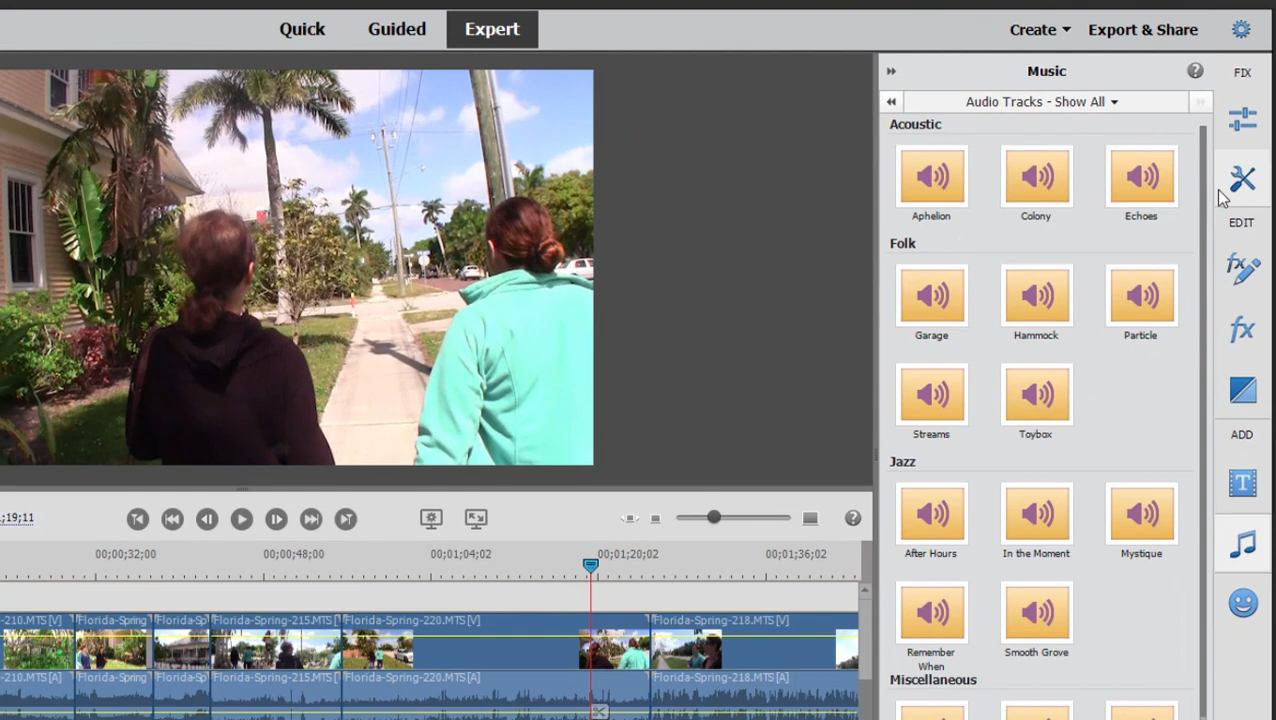 Quick Guided Expert Create Export & Share
Music FIX
Audio Tracks - Show All
Acoustic
Aphelion Colony Echoes
EDIT
Folk
Garage Hammock Particle
Streams Toybox
ADD
Jazz
After Hours In the Moment Mystique
Remember When Smooth Grove
Miscellaneous
;19;11
00;00;32;00 00;00;48;00 00;01;04;02 00;01;20;02 00;01;36;02
-210.MTS [V] Florida-Spring Florida-Sp Florida-Spring-215.MTS [ Florida-Spring-220.MTS [V] Florida-Spring-218.MTS [V]
-210.MTS [A] Florida-Spring Florida-Sp Florida-Spring-215.MTS [ Florida-Spring-220.MTS [A] Florida-Spring-218.MTS [A]